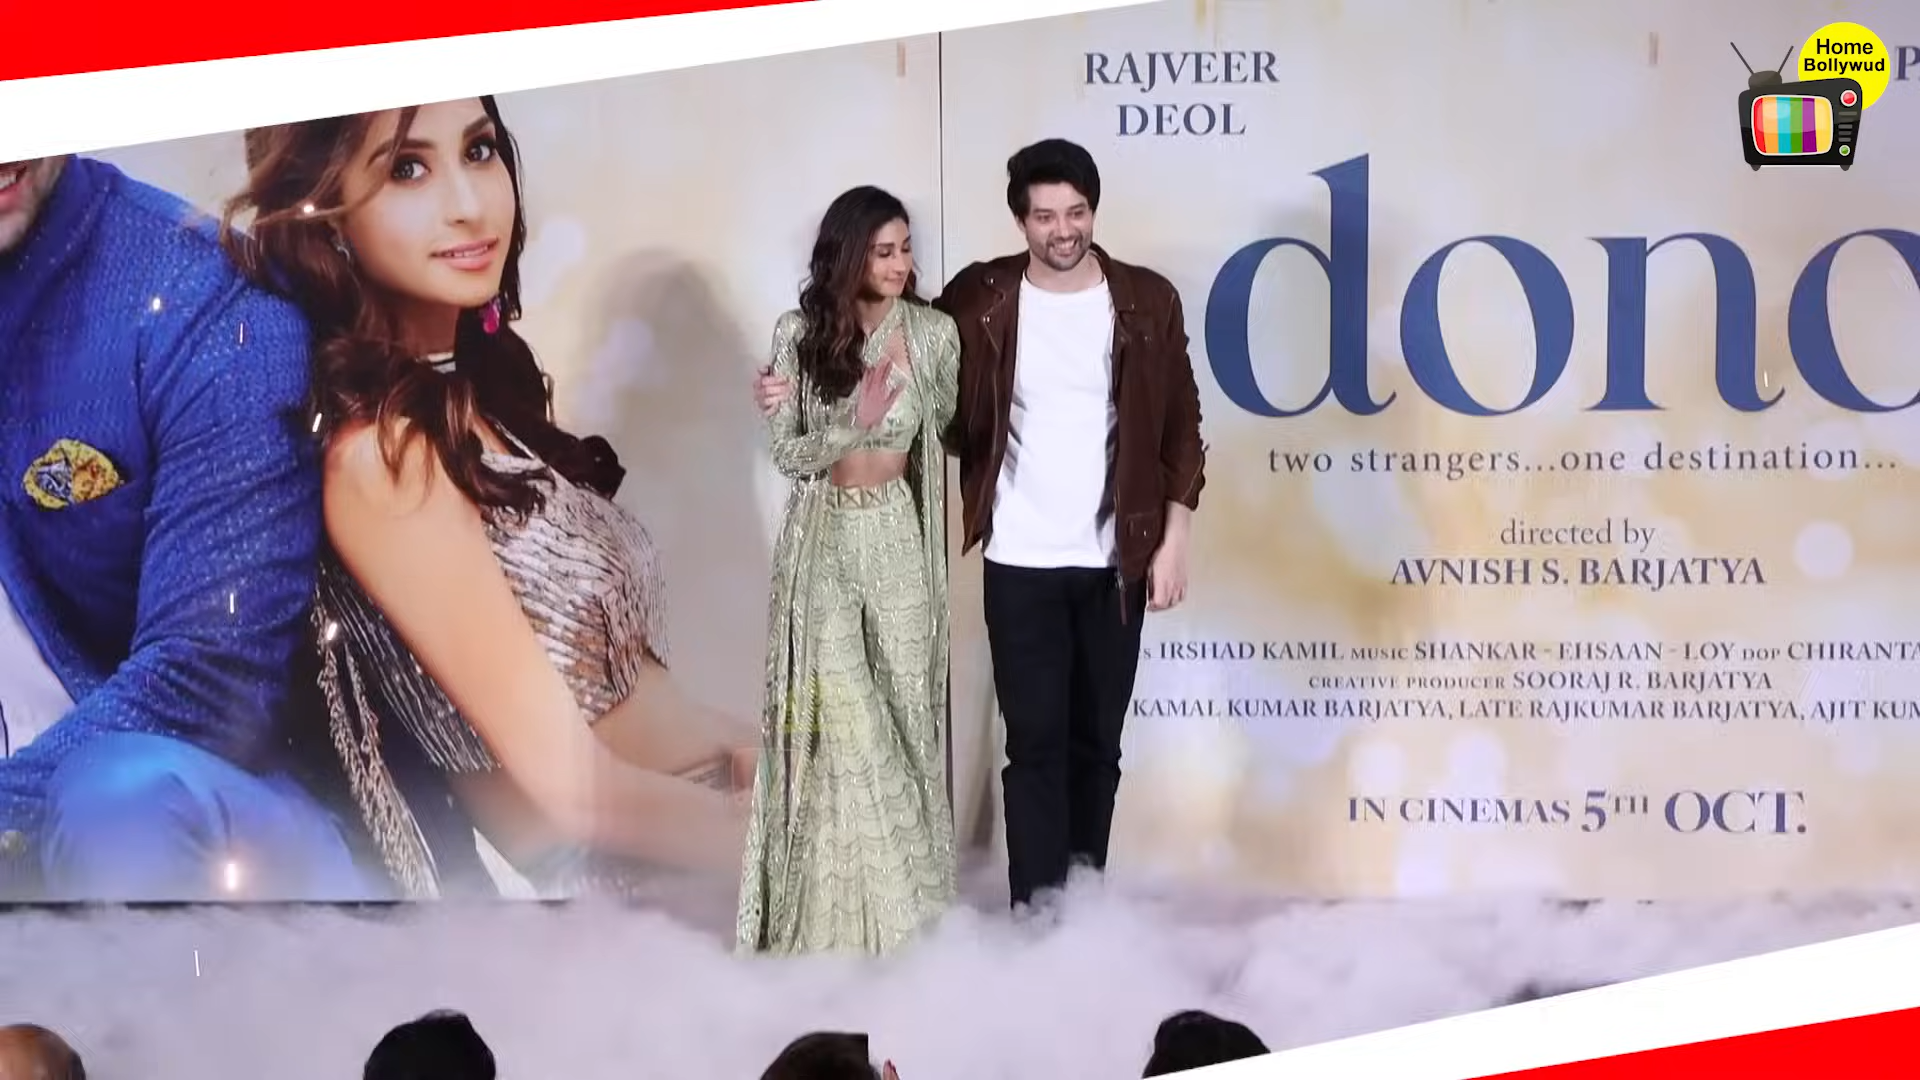 Home
Bollywud
RAJVEER
DEOL
dono
two strangers...one destination...
directed by
AVNISH S. BARJATYA
IRSHAD KAMIL MUSIC SHANKAR - EHSAAN - LOY DOP
CREATIVE PRODUCER SOORAJ R. BARJATYA
KAMAL KUMAR BARJATYA, LATE RAJKUMAR BARJATYA, AJIT
IN CINEMAS 5TH OCT.